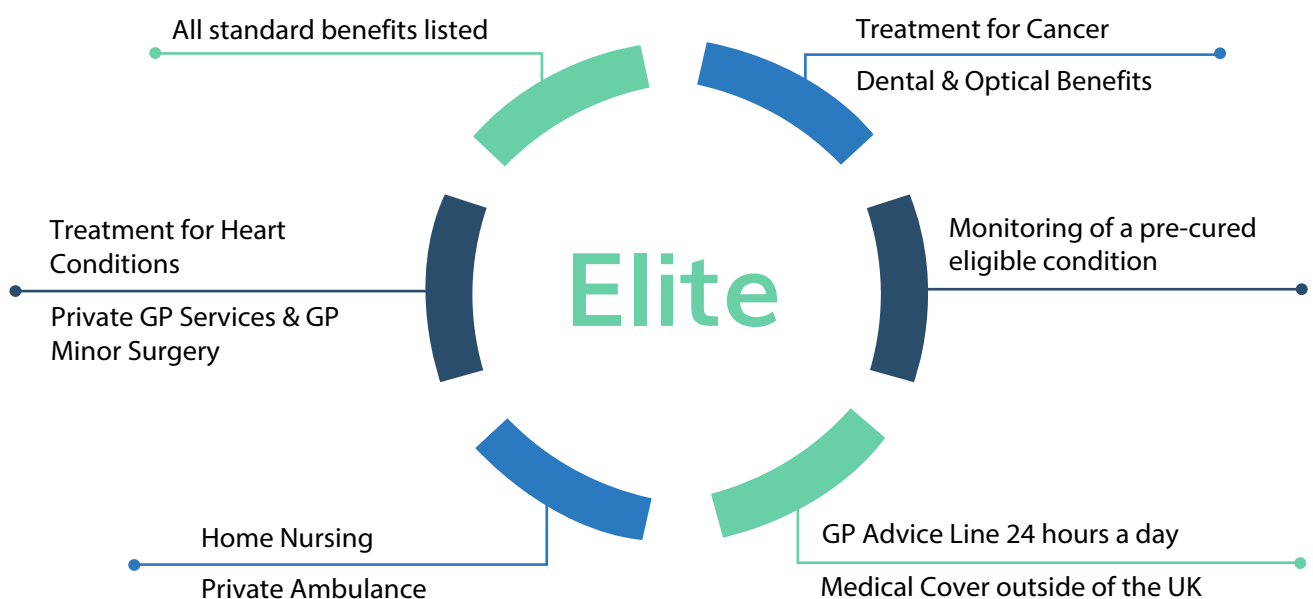 All standard benefits listed
Treatment for Cancer
Dental & Optical Benefits
Treatment for Heart
Conditions
Private GP Services & GP
Minor Surgery
Elite
Monitoring of a pre-cured
eligible condition
Home Nursing
Private Ambulance
GP Advice Line 24 hours a day
Medical Cover outside of the UK